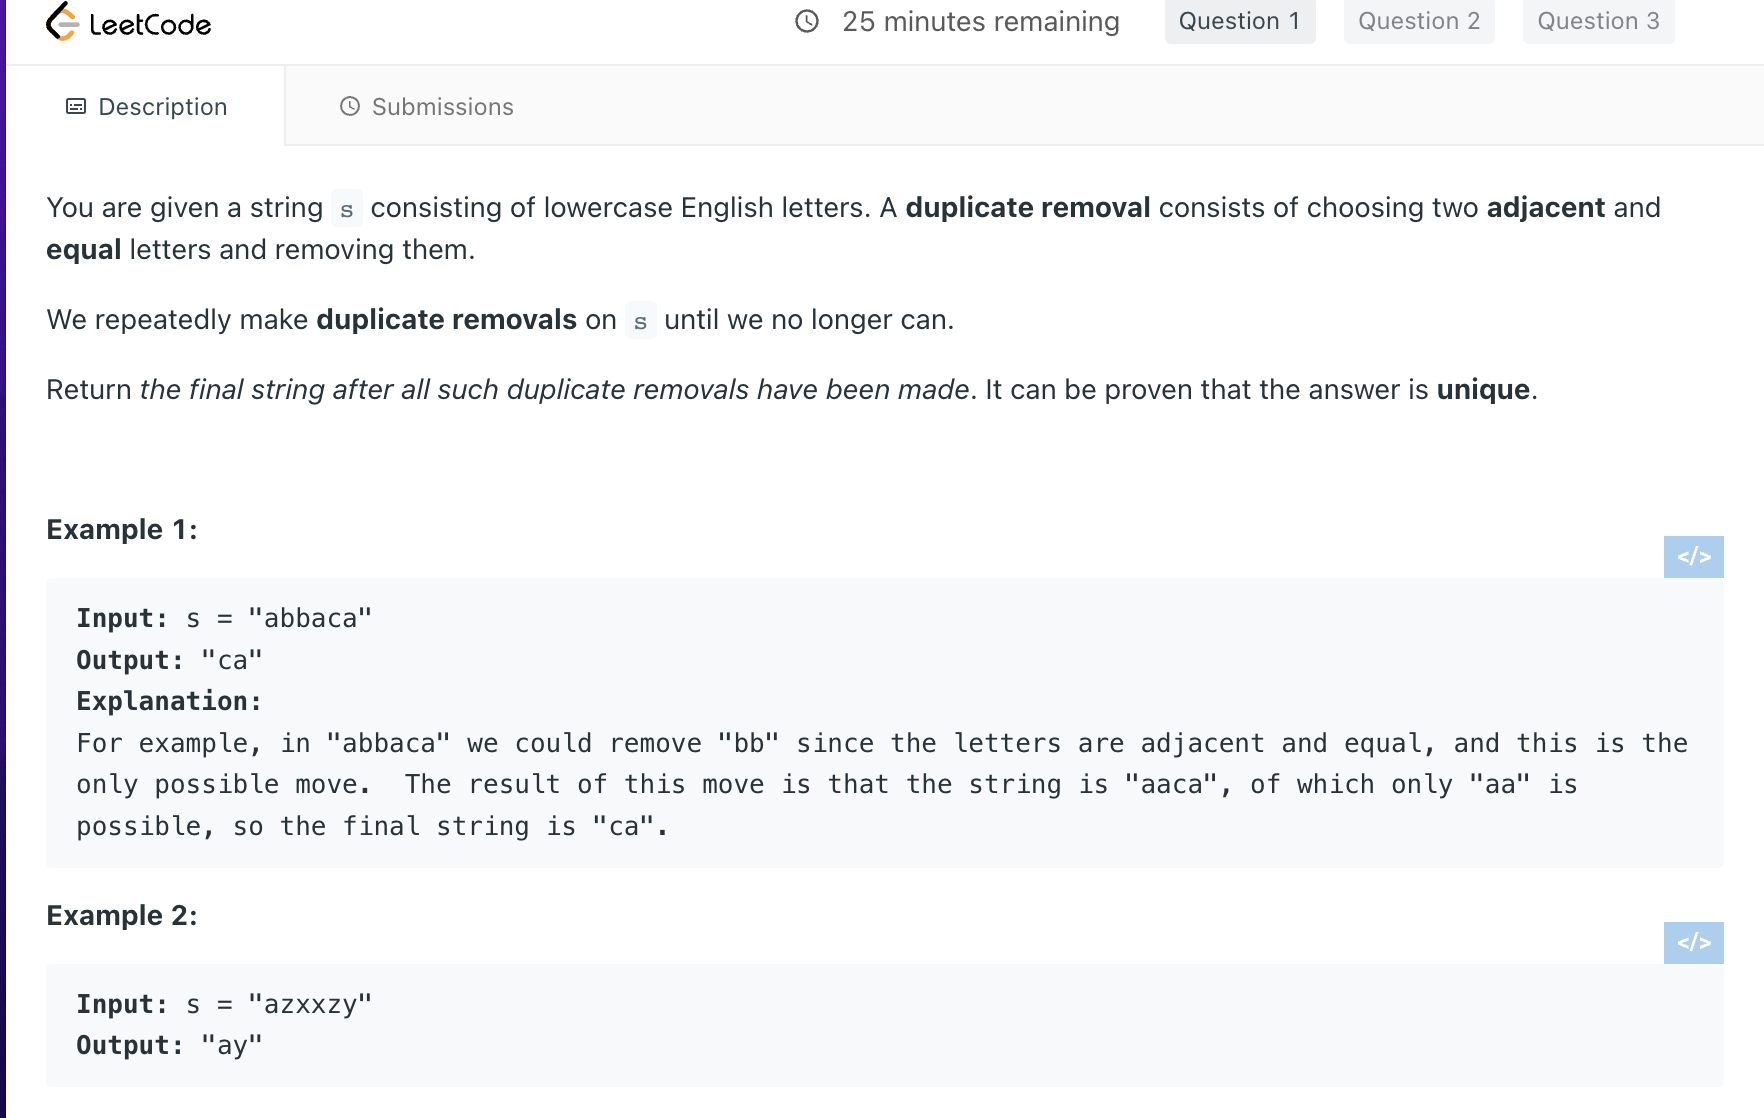 LeetCode
25 minutes remaining
Question 1
Question 2
Question 3
Description
Submissions
You are given a string s consisting of lowercase English letters. A duplicate removal consists of choosing two adjacent and
equal letters and removing them.
We repeatedly make duplicate removals on s until we no longer can.
Return the final string after all such duplicate removals have been made. It can be proven that the answer is unique.
Example 1:
</>
Input: s = "abbaca"
Output: "ca"
Explanation:
For example, in "abbaca" we could remove "bb" since the letters are adjacent and equal, and this is the
only possible move.  The result of this move is that the string is "aaca", of which only "aa" is
possible, so the final string is "ca".
Example 2:
</>
Input: s = "azxxzy"
Output: "ay"